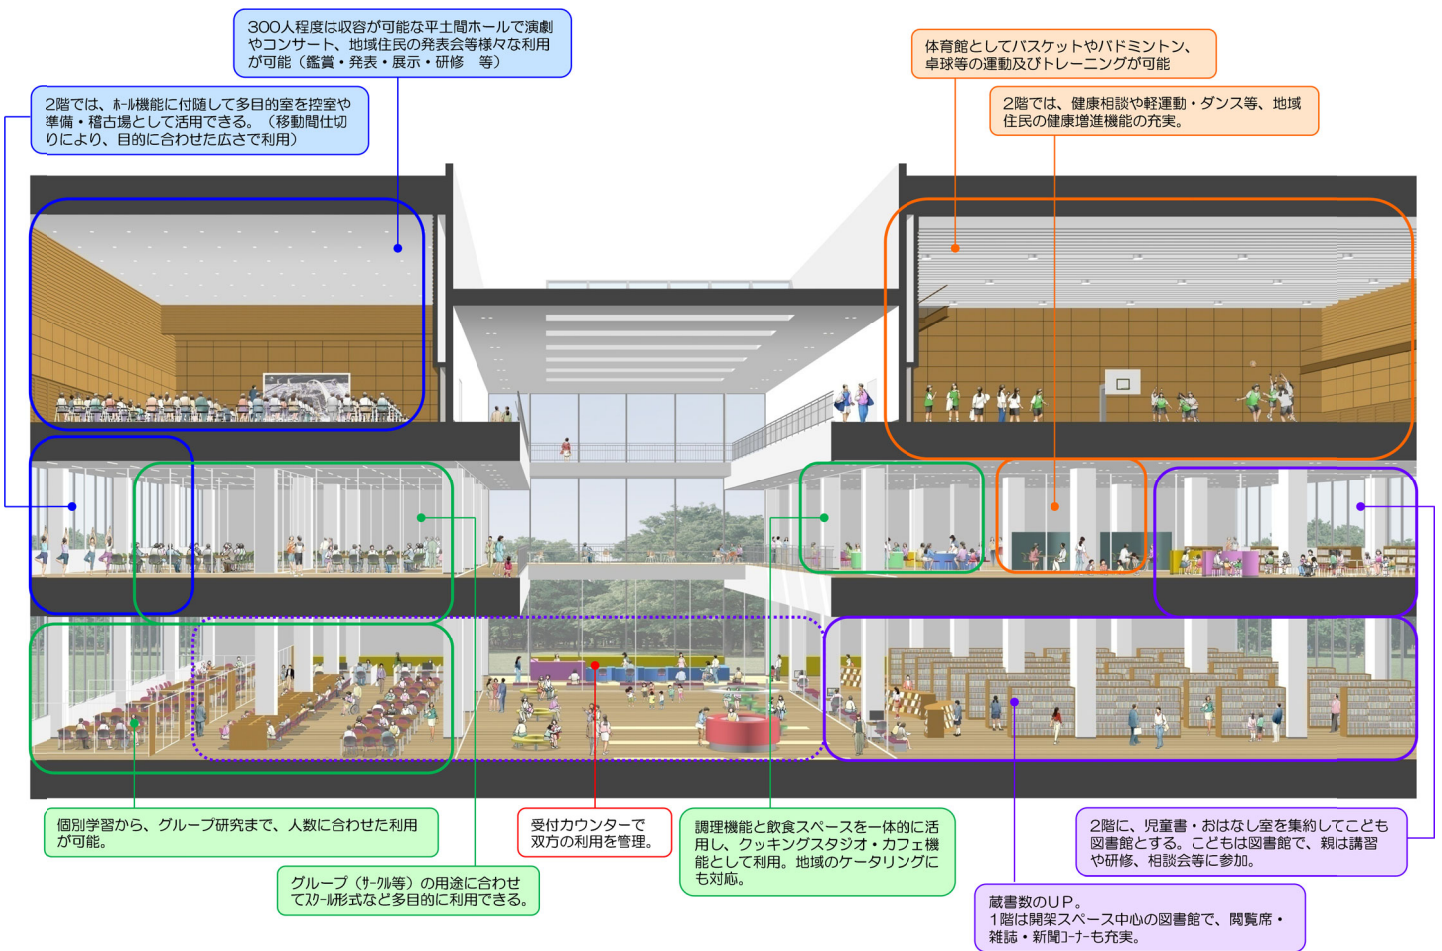 300人程度は収容が可能な平土間ホールで演劇
やコンサート、地域住民の発表会等様々な利用
が可能（鑑賞・発表・展示・研修　等）
2階では、ﾎｰﾙ機能に付随して多目的室を控室や
準備・稽古場として活用できる。（移動間仕切
りにより、目的に合わせた広さで利用）
体育館としてバスケットやバドミントン、
卓球等の運動及びトレーニングが可能
2階では、健康相談や軽運動・ダンス等、地域
住民の健康増進機能の充実。
個別学習から、グループ研究まで、人数に合わせた利用
が可能。
グループ（ｻｰｸﾙ等）の用途に合わせ
てｽｸｰﾙ形式など多目的に利用できる。
受付カウンターで
双方の利用を管理。
調理機能と飲食スペースを一体的に活
用し、クッキングスタジオ・カフェ機
能として利用。地域のケータリングに
も対応。
2階に、児童書・おはなし室を集約してこども
図書館とする。こどもは図書館で、親は講習
や研修、相談会等に参加。
蔵書数のＵＰ。
1階は開架スペース中心の図書館で、閲覧席・
雑誌・新聞ｺｰﾅｰも充実。